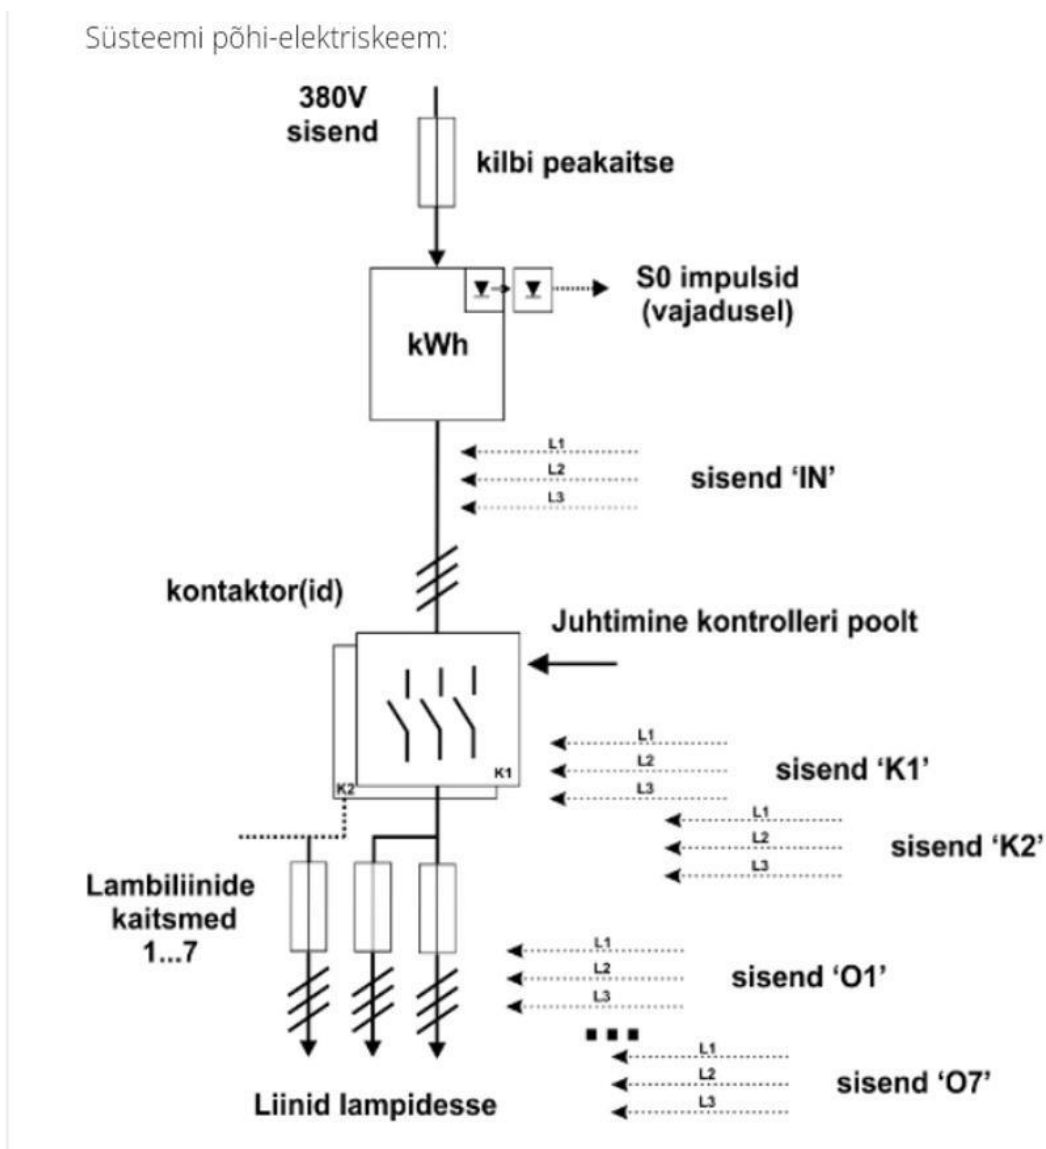 Süsteemi põhi-elektriskeem:
380V
sisend
kilbi peakaitse
S0 impulsid
(vajadusel)
kWh
L1
L2
L3
sisend ‘IN’
kontaktor(id)
Juhtimine kontrolleri poolt
K1
K2
L1
L2
L3
sisend ‘K1’
L1
L2
L3
sisend ‘K2’
Lambiliinide
kaitsmed
1...7
L1
L2
L3
sisend ‘O1’
L1
L2
L3
sisend ‘O7’
Liinid lampidesse